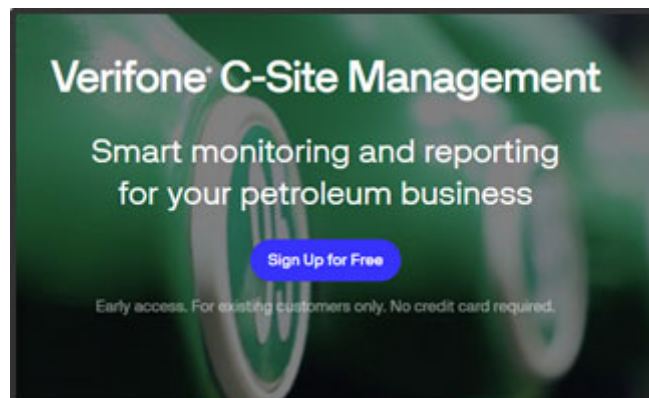 Verifone® C-Site Management
Smart monitoring and reporting
for your petroleum business
Sign Up for Free
Early access. For existing customers only. No credit card required.